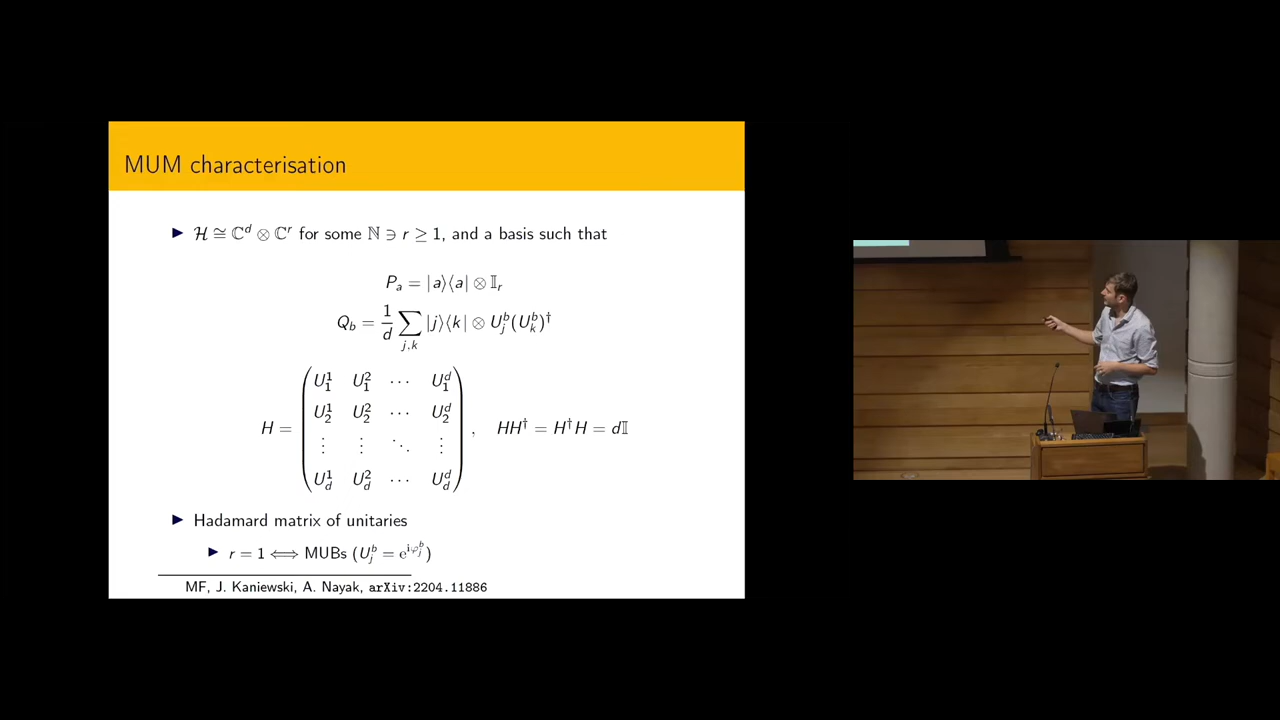 MUM characterisation
▶ ℋ ≅ ℂ^d ⊗ ℂ^r for some ℕ ∋ r ≥ 1, and a basis such that
P_a = |a⟩⟨a| ⊗ 𝕀_r
Q_b = 1/d ∑_{j,k} |j⟩⟨k| ⊗ U_j^b (U_k^b)^†
H = ( U_1^1 U_1^2 ⋯ U_1^d
U_2^1 U_2^2 ⋯ U_2^d
⋮ ⋮ ⋱ ⋮
U_d^1 U_d^2 ⋯ U_d^d ) , HH^† = H^†H = d𝕀
▶ Hadamard matrix of unitaries
▶ r = 1 ⟺ MUBs (U_j^b = e^{iφ_j^b})
MF, J. Kaniewski, A. Nayak, arXiv:2204.11886